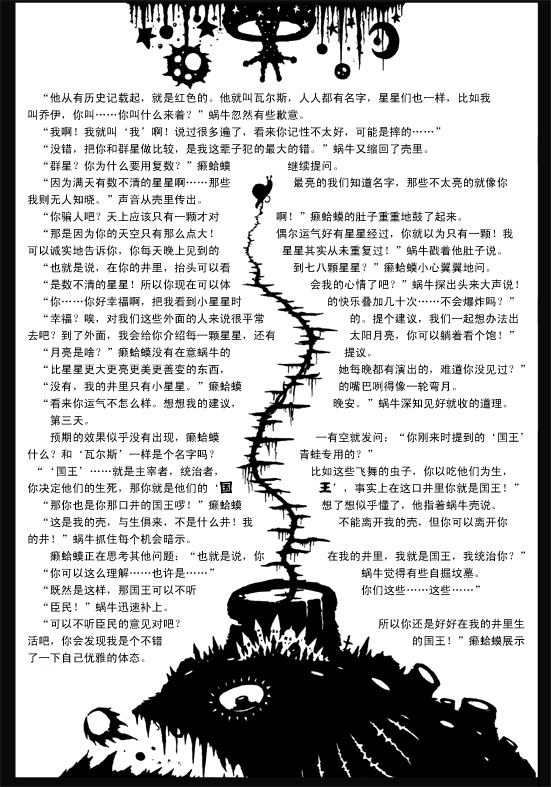 “他从有历史记载起，就是红色的。他就叫瓦尔斯，人人都有名字，星星们也一样，比如我
叫乔伊，你叫……你叫什么来着？”蜗牛忽然有些歉意。
“我啊！我就叫‘我’啊！说过很多遍了，看来你记性不太好，可能是摔的……”
“没错，把你和群星做比较，是我这辈子犯的最大的错。”蜗牛又缩回了壳里。
“群星？你为什么要用复数？”癞蛤蟆继续提问。
“因为满天有数不清的星星啊……那些最亮的我们知道名字，那些不太亮的就像你
我则无人知晓。”声音从壳里传出。
“你骗人吧？天上应该只有一颗才对啊！”癞蛤蟆的肚子重重地鼓了起来。
“那是因为你的天空只有那么点大！偶尔运气好有星星经过，你就以为只有一颗！我
可以诚实地告诉你，你每天晚上见到的星星其实从未重复过！”蜗牛戳着他肚子说。
“也就是说，在你的井里，抬头可以看到七八颗星星？”癞蛤蟆小心翼翼地问。
“是数不清的星星！所以你现在可以体会我的心情了吧？”蜗牛探出头来大声说！
“你……你好幸福啊，把我看到小星星时的快乐叠加几十次……不会爆炸吗？”
“幸福？唉，对我们这些外面的人来说很平常的。提个建议，我们一起想办法出
去吧？到了外面，我会给你介绍每一颗星星，还有太阳月亮，你可以躺着看个饱！”
“月亮是啥？”癞蛤蟆没有在意蜗牛的提议。
“比星星更大更亮更美更善变的东西，她每晚都有演出的，难道你没见过？”
“没有，我的井里只有小星星。”癞蛤蟆的嘴巴咧得像一轮弯月。
“看来你运气不怎么样。想想我的建议，晚安。”蜗牛深知见好就收的道理。
第三天。
预期的效果似乎没有出现，癞蛤蟆一有空就发问：“你刚来时提到的‘国王’
什么？和‘瓦尔斯’一样是个名字吗？青蛙专用的？”
“‘国王’……就是主宰者，统治者，比如这些飞舞的虫子，你以吃他们为生，
你决定他们的生死，那你就是他们的‘国王’，事实上在这口井里你就是国王！”
“那你也是你那口井的国王啰！”癞蛤蟆想了想似乎懂了，他指着蜗牛壳说。
“这是我的壳，与生俱来，不是什么井！我不能离开我的壳，但你可以离开你
的井！”蜗牛抓住每个机会暗示。
癞蛤蟆正在思考其他问题：“也就是说，你在我的井里，我就是国王，我统治你？”
“你可以这么理解……也许是……”蜗牛觉得有些自掘坟墓。
“既然是这样，那国王可以不听你们这些……这些……”
“臣民！”蜗牛迅速补上。
“可以不听臣民的意见对吧？所以你还是好好在我的井里生
活吧，你会发现我是个不错的国王！”癞蛤蟆展示
了一下自己优雅的体态。